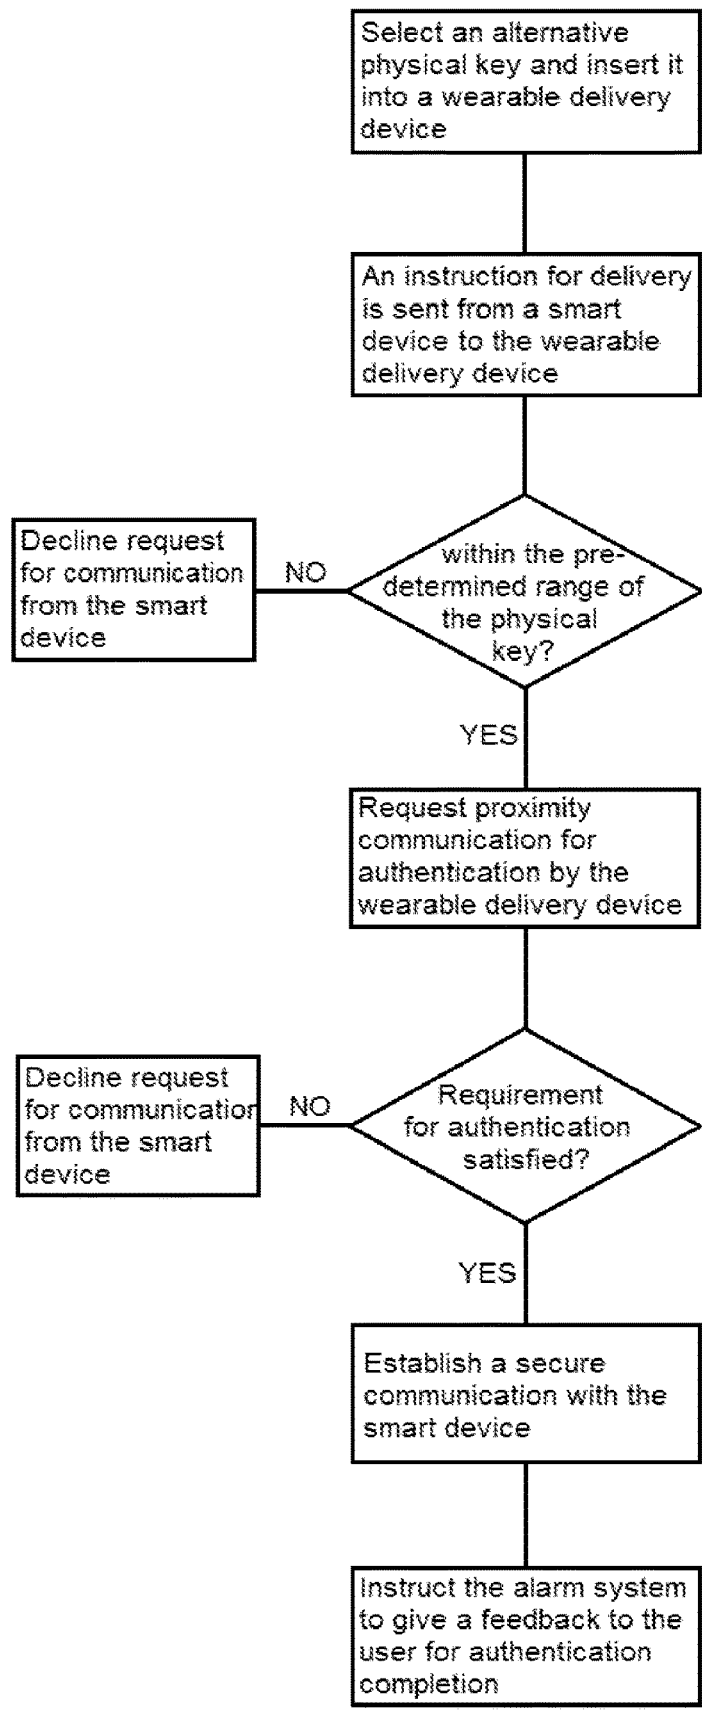 Select an alternative
physical key and insert it
into a wearable delivery
device
An instruction for delivery
is sent from a smart
device to the wearable
delivery device
within the pre-
determined range of
the physical
key?
NO
Decline request
for communication
from the smart
device
YES
Request proximity
communication for
authentication by the
wearable delivery device
Requirement
for authentication
satisfied?
NO
Decline request
for communication
from the smart
device
YES
Establish a secure
communication with the
smart device
Instruct the alarm system
to give a feedback to the
user for authentication
completion